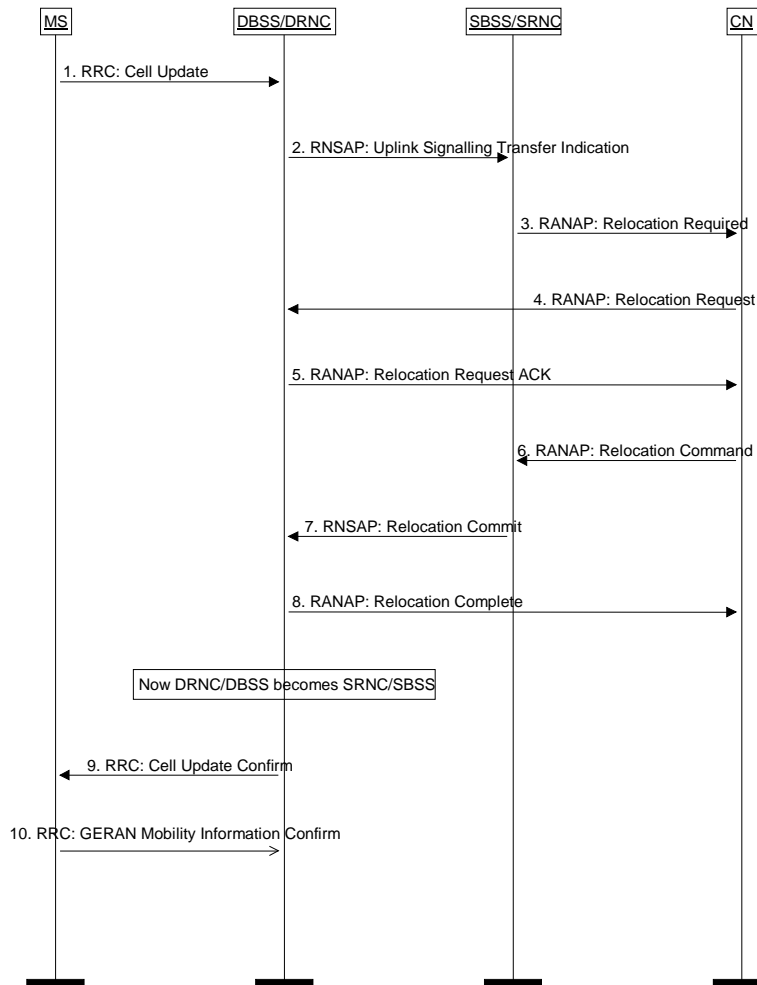 MS
DBSS/DRNC
SBSS/SRNC
CN
1. RRC: Cell Update
2. RNSAP: Uplink Signalling Transfer Indication
3. RANAP: Relocation Required
4. RANAP: Relocation Request
5. RANAP: Relocation Request ACK
6. RANAP: Relocation Command
7. RNSAP: Relocation Commit
8. RANAP: Relocation Complete
Now DRNC/DBSS becomes SRNC/SBSS
9. RRC: Cell Update Confirm
10. RRC: GERAN Mobility Information Confirm